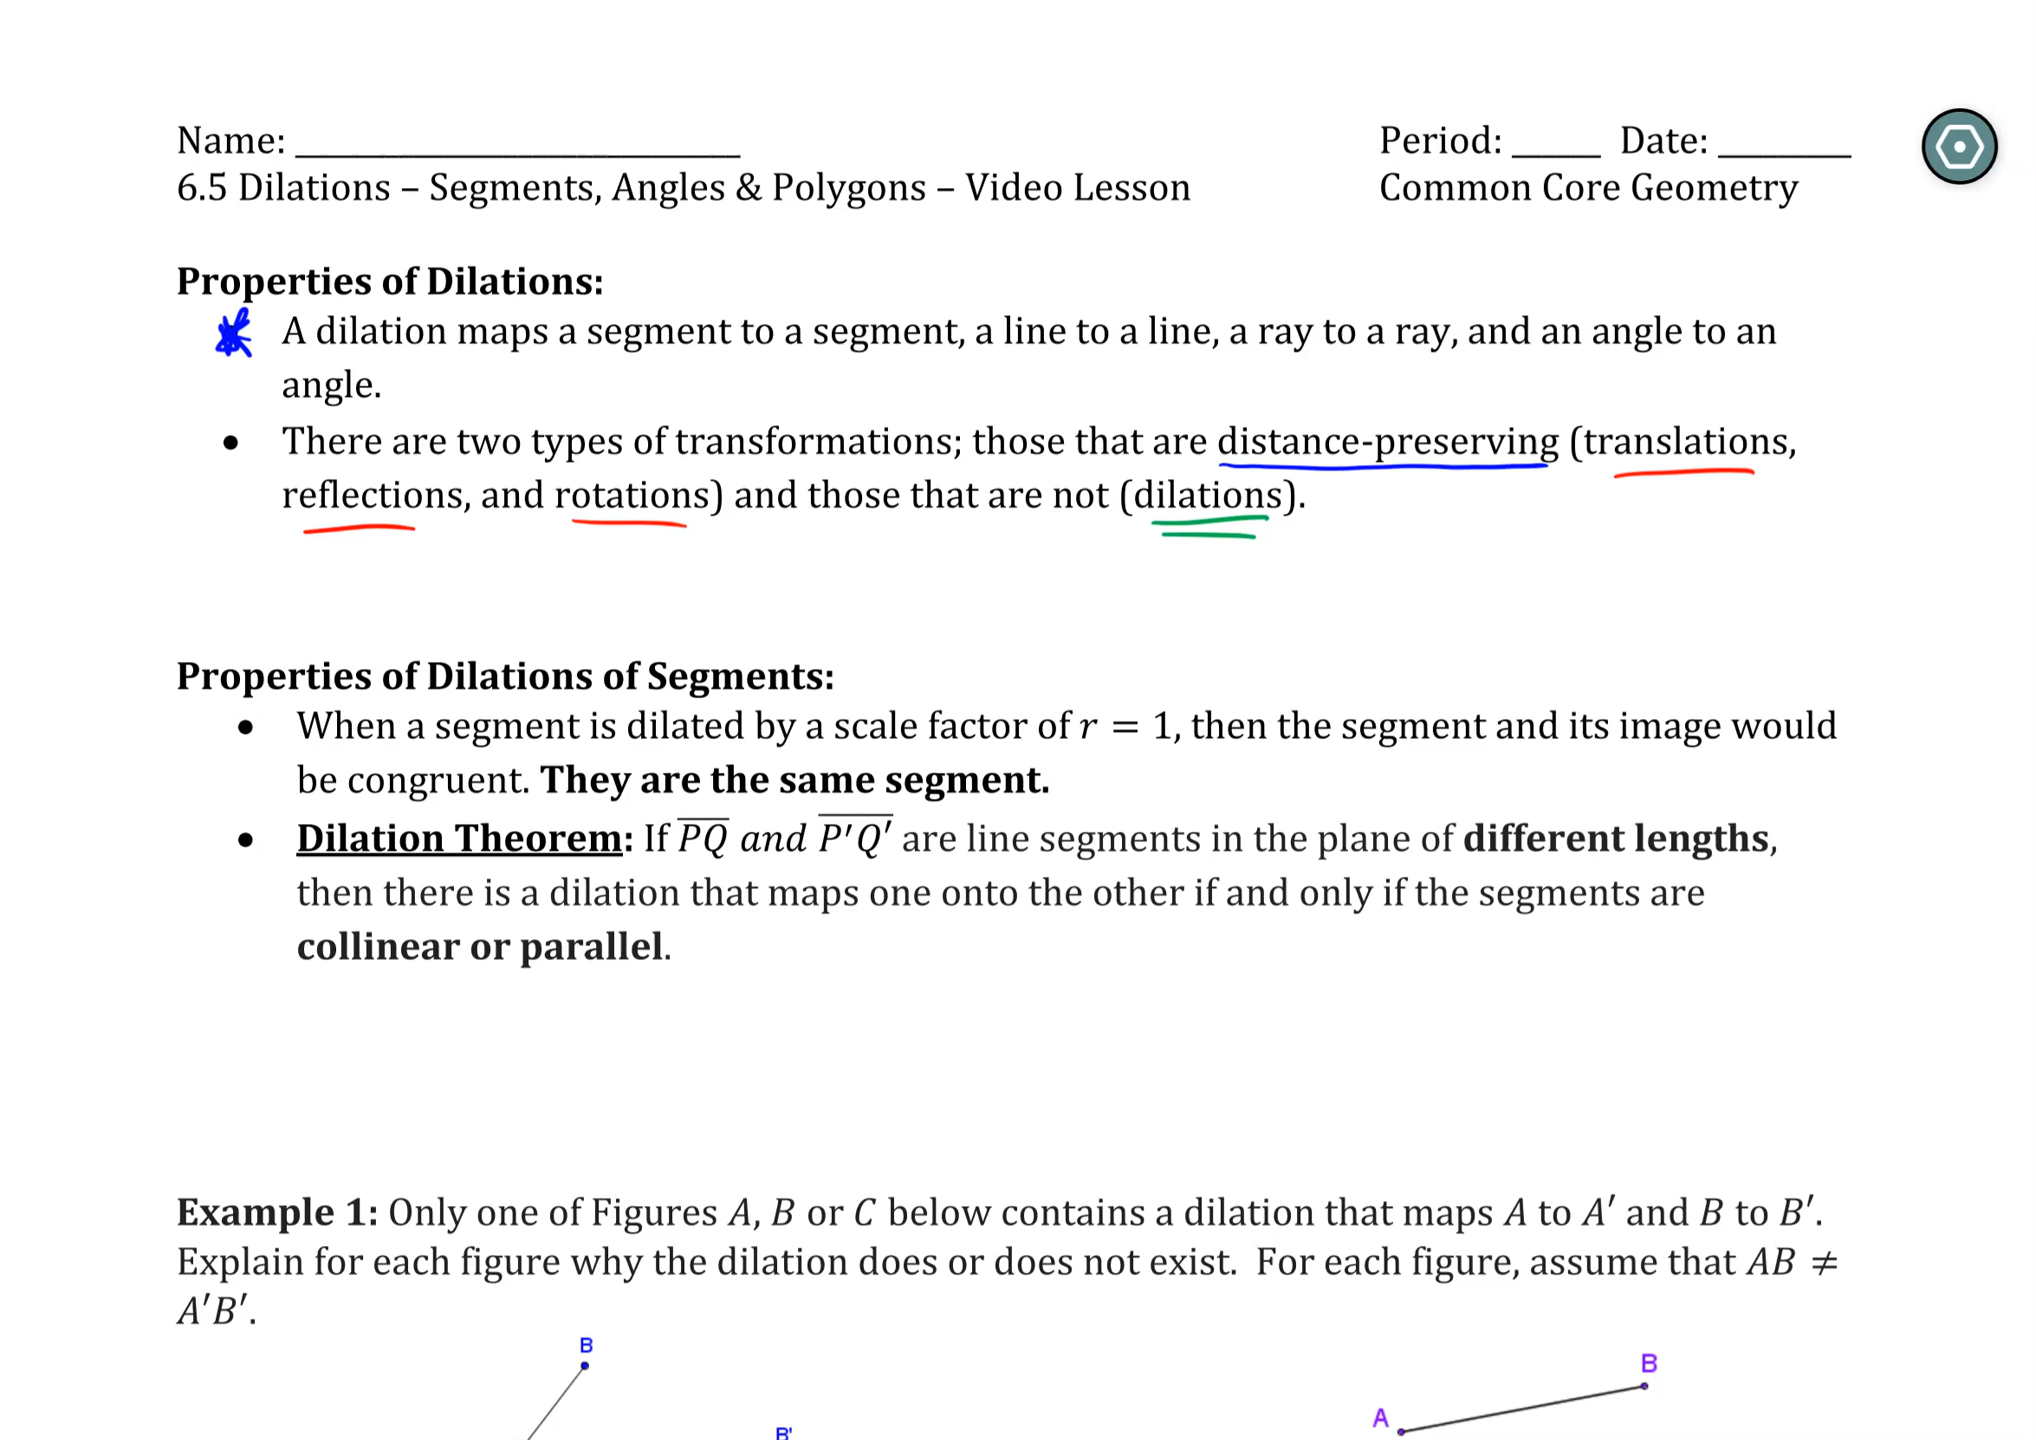 Name: ____________________ Period: ____ Date: ______
6.5 Dilations – Segments, Angles & Polygons – Video Lesson Common Core Geometry
Properties of Dilations:
A dilation maps a segment to a segment, a line to a line, a ray to a ray, and an angle to an
angle.
• There are two types of transformations; those that are distance-preserving (translations,
reflections, and rotations) and those that are not (dilations).
Properties of Dilations of Segments:
• When a segment is dilated by a scale factor of r = 1, then the segment and its image would
be congruent. They are the same segment.
• Dilation Theorem: If P̅Q̅ and P̅'̅Q̅'̅ are line segments in the plane of different lengths,
then there is a dilation that maps one onto the other if and only if the segments are
collinear or parallel.
Example 1: Only one of Figures A, B or C below contains a dilation that maps A to A′ and B to B′.
Explain for each figure why the dilation does or does not exist. For each figure, assume that AB ≠
A′B′.
B
B
A
B'